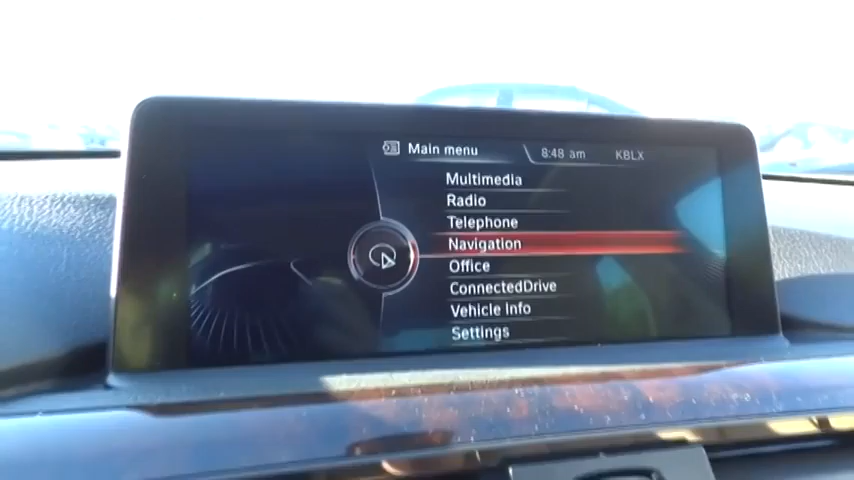 Main menu
8:48 am
KBLX
Multimedia
Radio
Telephone
Navigation
Office
ConnectedDrive
Vehicle Info
Settings